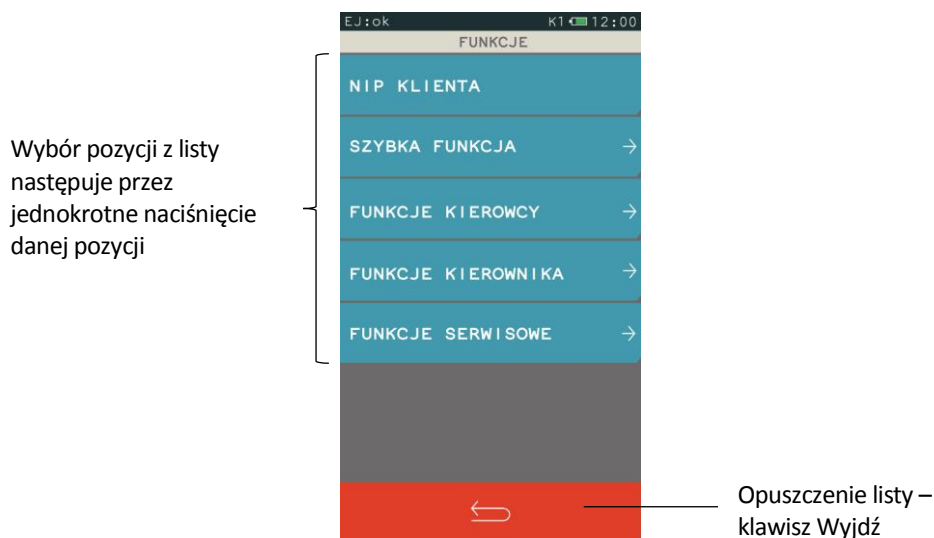 EJ:ok K1 12:00
FUNKCJE
NIP KLIENTA
SZYBKA FUNKCJA
FUNKCJE KIEROWCY
FUNKCJE KIEROWNIKA
FUNKCJE SERWISOWE
Wybór pozycji z listy
następuje przez
jednokrotne naciśnięcie
danej pozycji
Opuszczenie listy –
klawisz Wyjdź